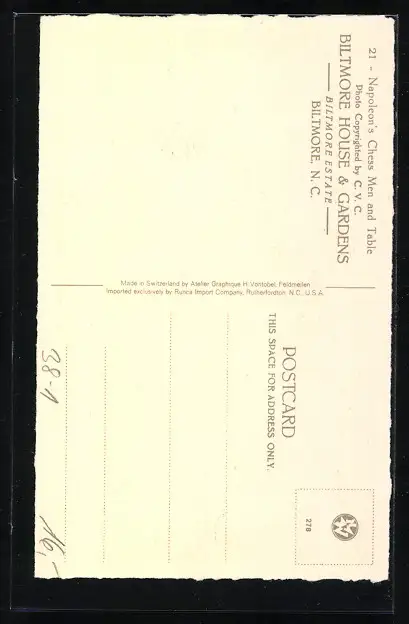 21 - Napoleon's Chess Men and Table
Photo Copyrighted by C. V. C.
BILTMORE HOUSE & GARDENS
BILTMORE ESTATE
BILTMORE, N. C.
Made in Switzerland by Atelier Graphique H. Vontobel, Feldmeilen
Imported exclusively by Runca Import Company, Rutherfordton, N.C., U.S.A.
POSTCARD
THIS SPACE FOR ADDRESS ONLY.
278
38-1
16,-